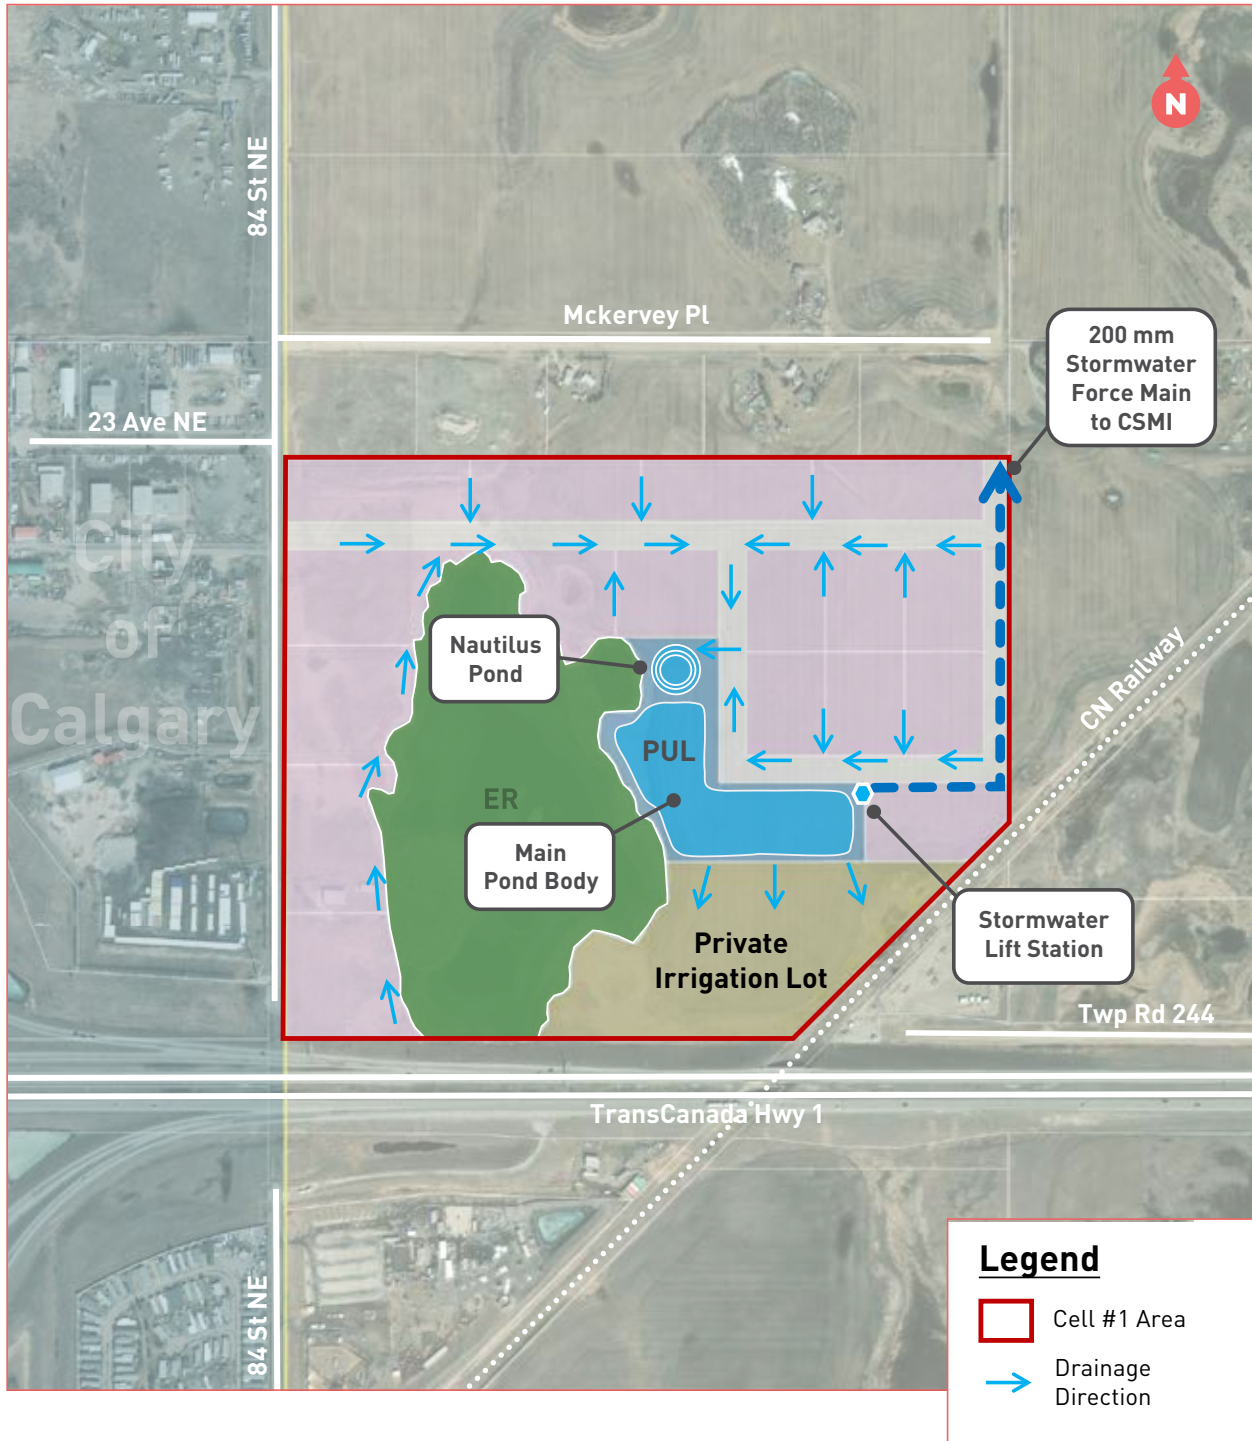 N
84 St NE
Mckervey Pl
200 mm
Stormwater
Force Main
to CSMI
23 Ave NE
City
of
Calgary
Nautilus
Pond
CN Railway
PUL
ER
Main
Pond Body
Stormwater
Lift Station
Private
Irrigation Lot
Twp Rd 244
TransCanada Hwy 1
84 St NE
Legend
Cell #1 Area
Drainage
Direction